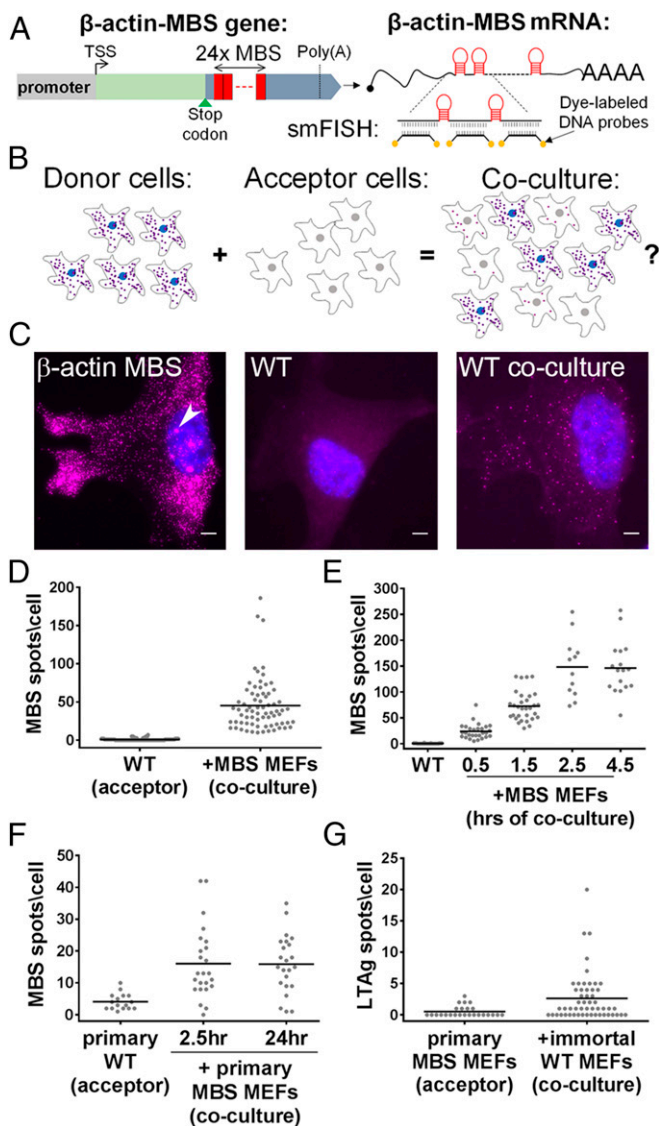 A
β-actin-MBS gene:
β-actin-MBS mRNA:
TSS
24x MBS
Poly(A)
promoter
AAAA
Stop
codon
smFISH:
Dye-labeled
DNA probes
B
Donor cells:
Acceptor cells:
Co-culture:
+
=
?
C
β-actin MBS
WT
WT co-culture
D
MBS spots\cell
200
150
100
50
0
WT
(acceptor)
+MBS MEFs
(co-culture)
E
MBS spots\cell
300
250
200
150
100
50
0
WT
0.5
1.5
2.5
4.5
+MBS MEFs
(hrs of co-culture)
F
MBS spots\cell
50
40
30
20
10
0
primary
WT
(acceptor)
2.5hr
24hr
+ primary
MBS MEFs
(co-culture)
G
LTAg spots\cell
25
20
15
10
5
0
primary
MBS MEFs
(acceptor)
+immortal
WT MEFs
(co-culture)